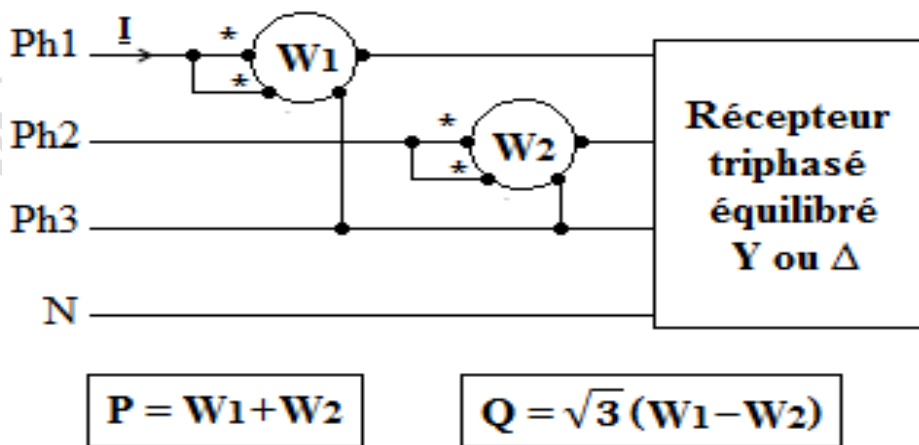 Ph1
I
*
*
W1
Ph2
*
*
W2
Ph3
N
Récepteur
triphasé
équilibré
Y ou Δ
P = W1+W2
Q = √3 (W1−W2)